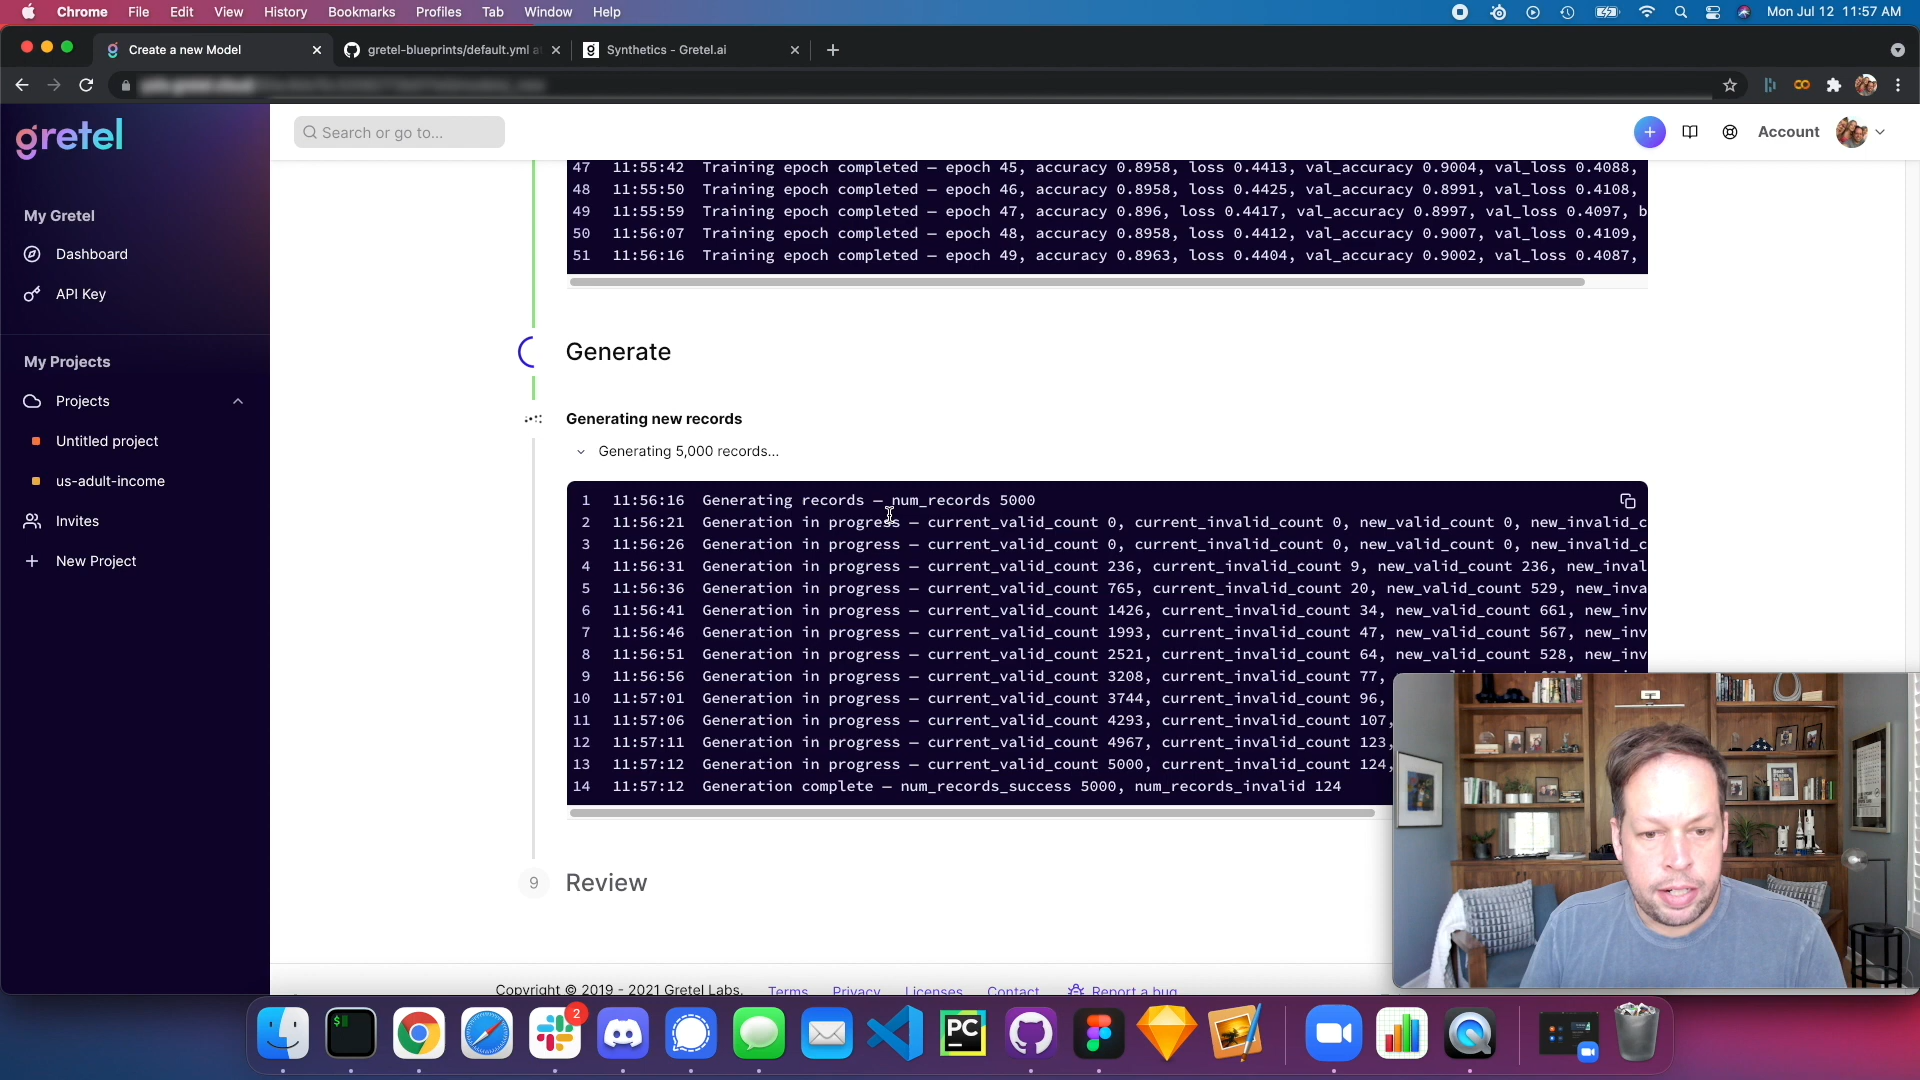 Chrome File Edit View History Bookmarks Profiles Tab Window Help Mon Jul 12 11:57 AM
Create a new Model gretel-blueprints/default.yml a Synthetics - Gretel.ai
gretel
Search or go to...
Account
My Gretel
Dashboard
API Key
My Projects
Projects
Untitled project
us-adult-income
Invites
New Project
47 11:55:42 Training epoch completed — epoch 45, accuracy 0.8958, loss 0.4413, val_accuracy 0.9004, val_loss 0.4088,
48 11:55:50 Training epoch completed — epoch 46, accuracy 0.8958, loss 0.4425, val_accuracy 0.8991, val_loss 0.4108,
49 11:55:59 Training epoch completed — epoch 47, accuracy 0.896, loss 0.4417, val_accuracy 0.8997, val_loss 0.4097, b
50 11:56:07 Training epoch completed — epoch 48, accuracy 0.8958, loss 0.4412, val_accuracy 0.9007, val_loss 0.4109,
51 11:56:16 Training epoch completed — epoch 49, accuracy 0.8963, loss 0.4404, val_accuracy 0.9002, val_loss 0.4087,
Generate
Generating new records
Generating 5,000 records...
1 11:56:16 Generating records — num_records 5000
2 11:56:21 Generation in progress — current_valid_count 0, current_invalid_count 0, new_valid_count 0, new_invalid_c
3 11:56:26 Generation in progress — current_valid_count 0, current_invalid_count 0, new_valid_count 0, new_invalid_c
4 11:56:31 Generation in progress — current_valid_count 236, current_invalid_count 9, new_valid_count 236, new_inval
5 11:56:36 Generation in progress — current_valid_count 765, current_invalid_count 20, new_valid_count 529, new_inva
6 11:56:41 Generation in progress — current_valid_count 1426, current_invalid_count 34, new_valid_count 661, new_inv
7 11:56:46 Generation in progress — current_valid_count 1993, current_invalid_count 47, new_valid_count 567, new_inv
8 11:56:51 Generation in progress — current_valid_count 2521, current_invalid_count 64, new_valid_count 528, new_inv
9 11:56:56 Generation in progress — current_valid_count 3208, current_invalid_count 77,
10 11:57:01 Generation in progress — current_valid_count 3744, current_invalid_count 96,
11 11:57:06 Generation in progress — current_valid_count 4293, current_invalid_count 107,
12 11:57:11 Generation in progress — current_valid_count 4967, current_invalid_count 123,
13 11:57:12 Generation in progress — current_valid_count 5000, current_invalid_count 124,
14 11:57:12 Generation complete — num_records_success 5000, num_records_invalid 124
9 Review
Copyright © 2019 - 2021 Gretel Labs. Terms Privacy Licenses Contact Report a bug
2
PC